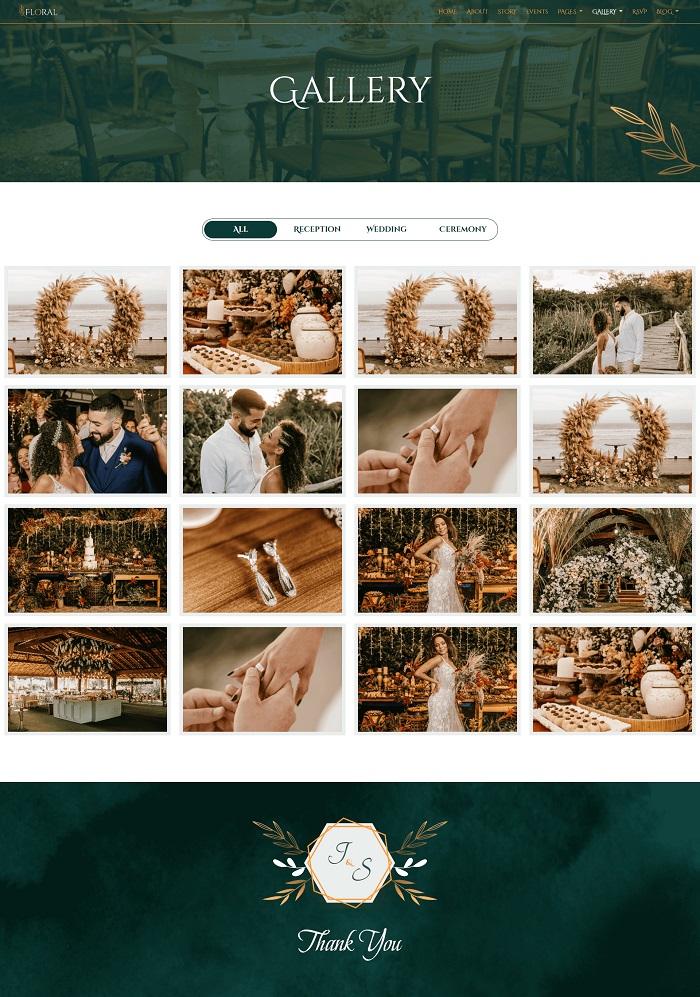 FLORAL
HOME ABOUT STORY EVENTS PAGES GALLERY RSVP BLOG
GALLERY
ALL RECEPTION WEDDING CEREMONY
J & S
Thank You